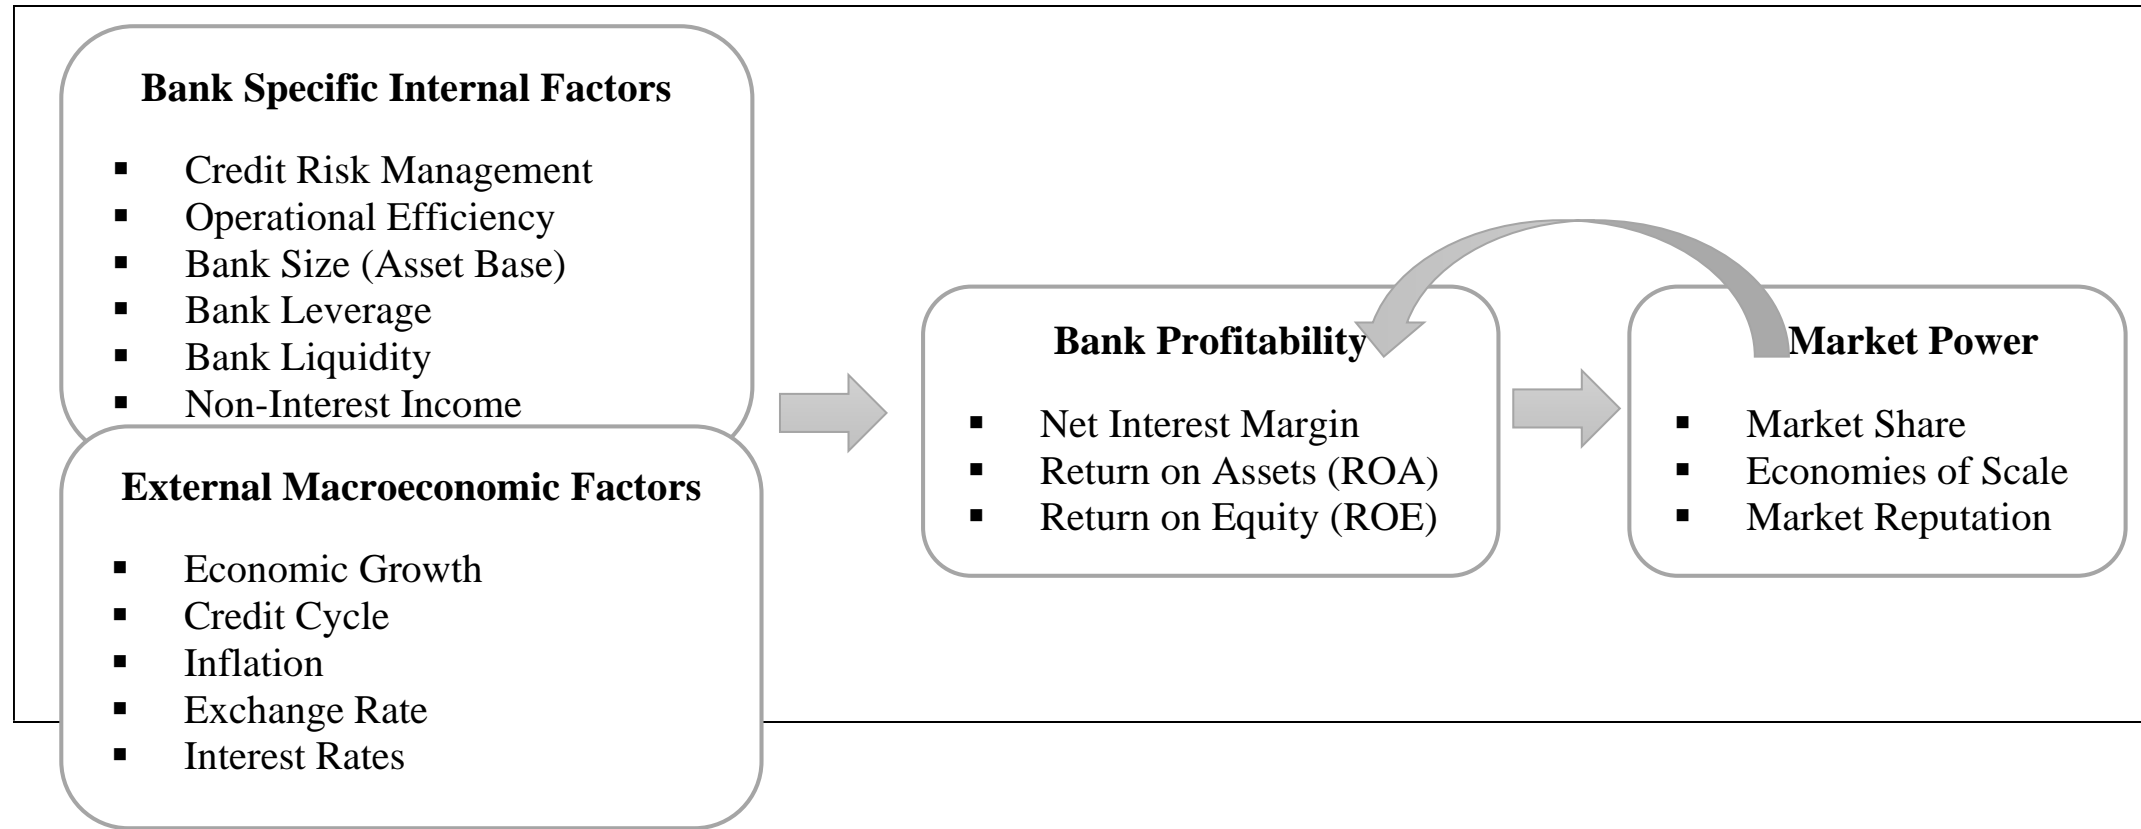 Bank Specific Internal Factors
▪ Credit Risk Management
▪ Operational Efficiency
▪ Bank Size (Asset Base)
▪ Bank Leverage
▪ Bank Liquidity
▪ Non-Interest Income
External Macroeconomic Factors
▪ Economic Growth
▪ Credit Cycle
▪ Inflation
▪ Exchange Rate
▪ Interest Rates
Bank Profitability
▪ Net Interest Margin
▪ Return on Assets (ROA)
▪ Return on Equity (ROE)
Market Power
▪ Market Share
▪ Economies of Scale
▪ Market Reputation